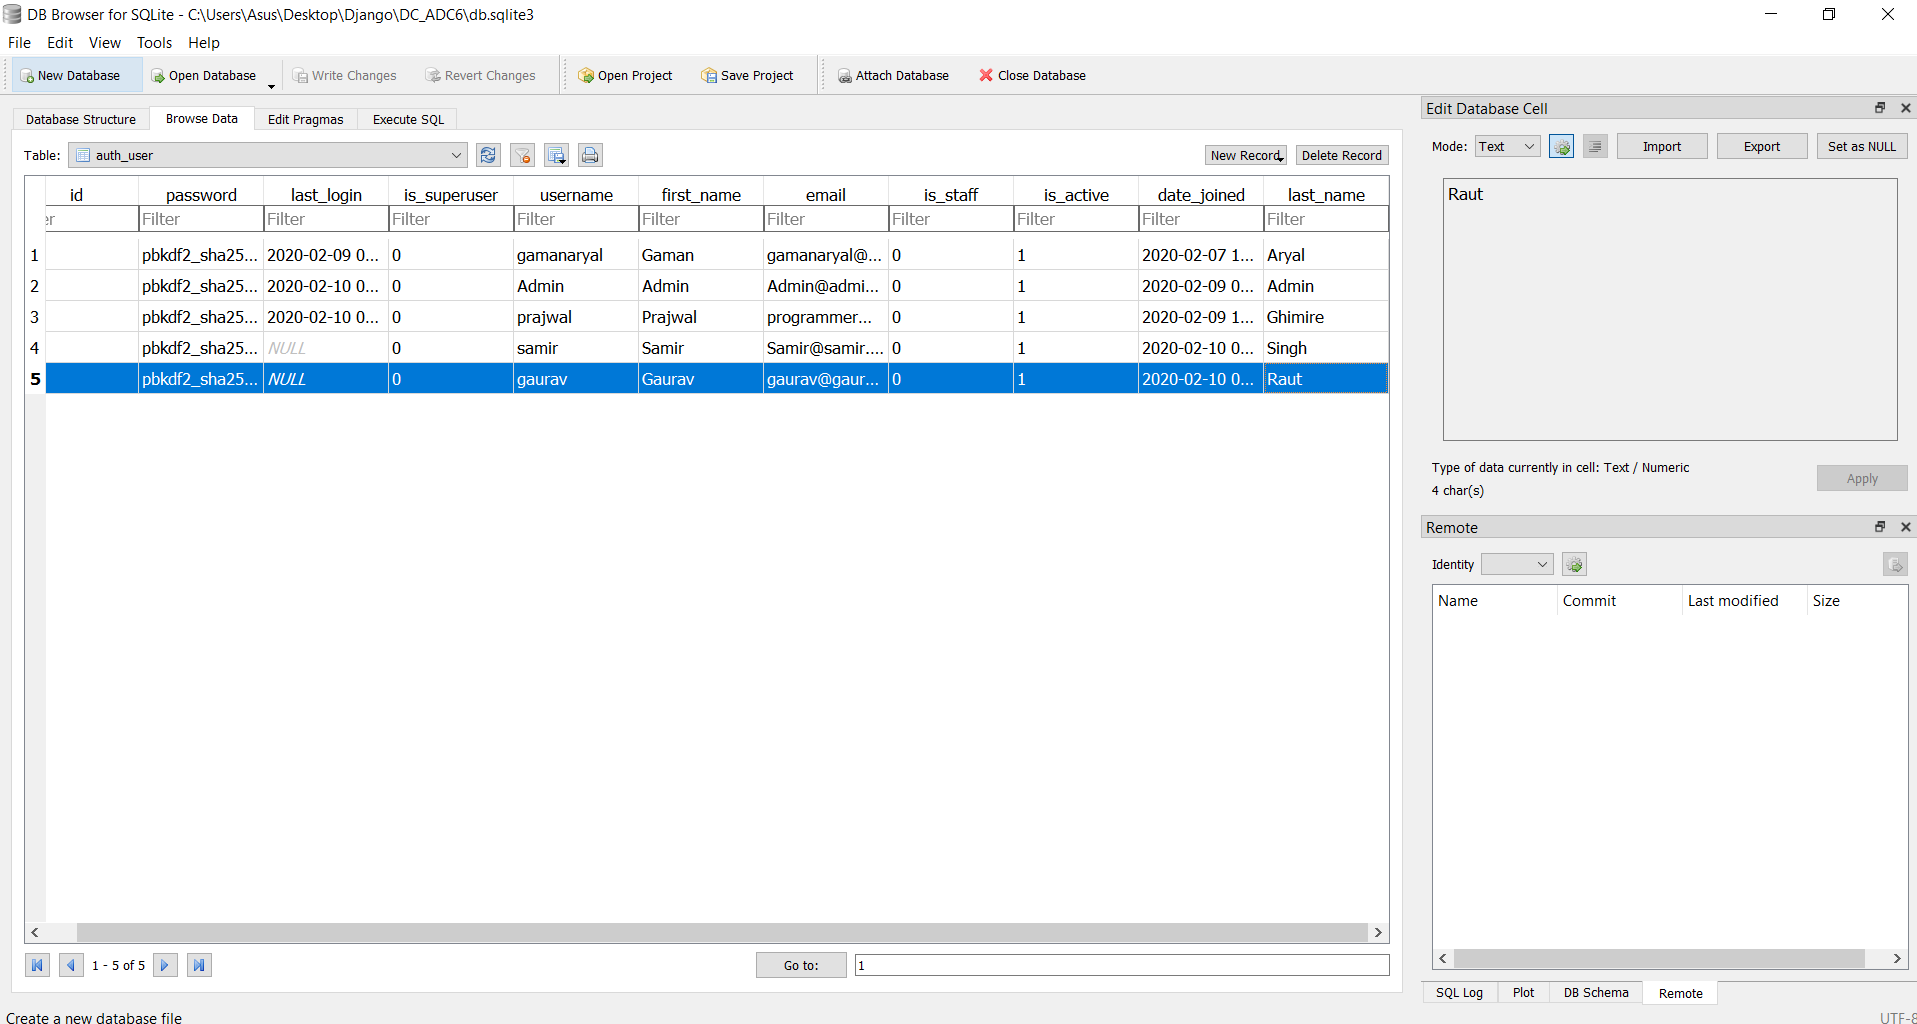 DB Browser for SQLite - C:\Users\Asus\Desktop\Django\DC_ADC6\db.sqlite3
File Edit View Tools Help
New Database Open Database Write Changes Revert Changes Open Project Save Project Attach Database Close Database
Database Structure Browse Data Edit Pragmas Execute SQL
Table: auth_user New Record Delete Record
id password last_login is_superuser username first_name email is_staff is_active date_joined last_name
er Filter Filter Filter Filter Filter Filter Filter Filter Filter Filter
1 pbkdf2_sha25... 2020-02-09 0... 0 gamanaryal Gaman gamanaryal@... 0 1 2020-02-07 1... Aryal
2 pbkdf2_sha25... 2020-02-10 0... 0 Admin Admin Admin@admi... 0 1 2020-02-09 0... Admin
3 pbkdf2_sha25... 2020-02-10 0... 0 prajwal Prajwal programmer... 0 1 2020-02-09 1... Ghimire
4 pbkdf2_sha25... NULL 0 samir Samir Samir@samir.... 0 1 2020-02-10 0... Singh
5 pbkdf2_sha25... NULL 0 gaurav Gaurav gaurav@gaur... 0 1 2020-02-10 0... Raut
1 - 5 of 5 Go to: 1
Edit Database Cell
Mode: Text Import Export Set as NULL
Raut
Type of data currently in cell: Text / Numeric
4 char(s)
Apply
Remote
Identity
Name Commit Last modified Size
SQL Log Plot DB Schema Remote
Create a new database file UTF-8